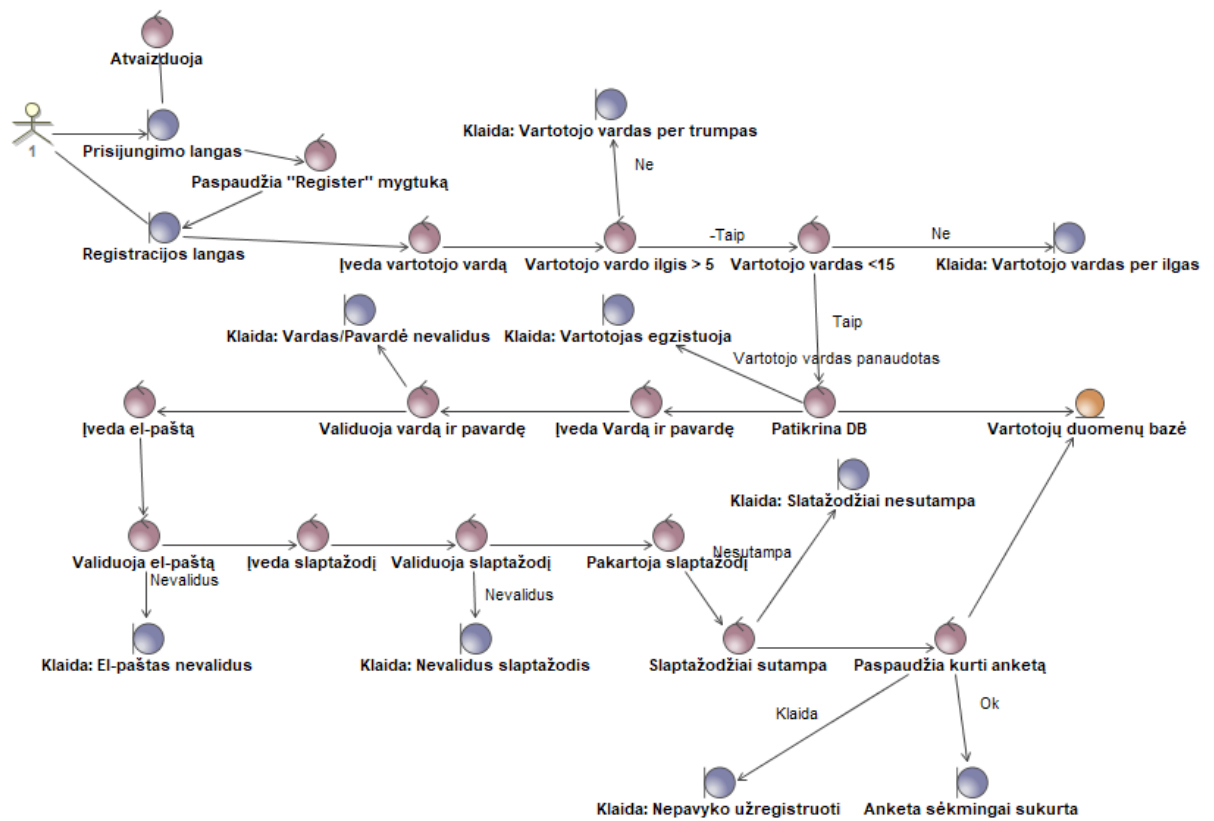 Atvaizduoja
1
Prisijungimo langas
Klaida: Vartotojo vardas per trumpas
Paspaudžia "Register" mygtuką
Ne
Registracijos langas
Įveda vartotojo vardą
Vartotojo vardo ilgis > 5
-Taip
Vartotojo vardas <15
Ne
Klaida: Vartotojo vardas per ilgas
Klaida: Vardas/Pavardė nevalidus
Klaida: Vartotojas egzistuoja
Taip
Vartotojo vardas panaudotas
Įveda el-paštą
Validuoja vardą ir pavardę
Įveda Vardą ir pavardę
Patikrina DB
Vartotojų duomenų bazė
Klaida: Slatažodžiai nesutampa
Validuoja el-paštą
Įveda slaptažodį
Validuoja slaptažodį
Pakartoja slaptažodį
Nesutampa
Nevalidus
Nevalidus
Klaida: El-paštas nevalidus
Klaida: Nevalidus slaptažodis
Slaptažodžiai sutampa
Paspaudžia kurti anketą
Klaida
Ok
Klaida: Nepavyko užregistruoti
Anketa sėkmingai sukurta